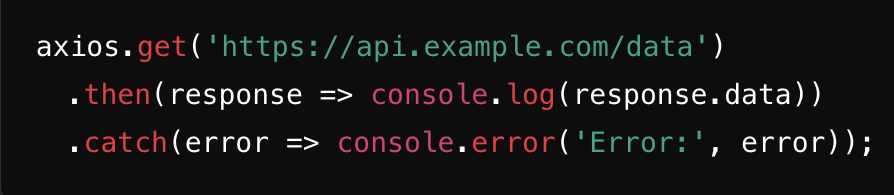 axios.get('https://api.example.com/data')
  .then(response => console.log(response.data))
  .catch(error => console.error('Error:', error));